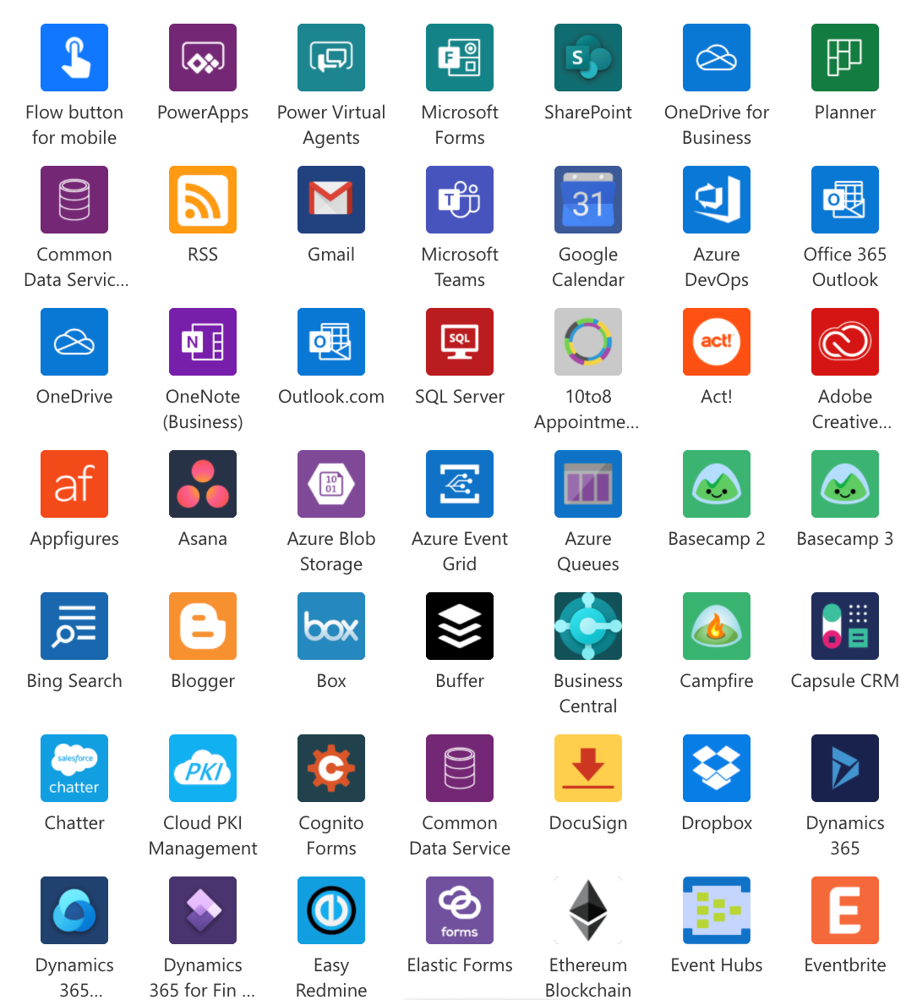 Flow button
for mobile
PowerApps
Power Virtual
Agents
F
Microsoft
Forms
S
SharePoint
OneDrive for
Business
Planner
Common
Data Servic...
RSS
Gmail
T
Microsoft
Teams
31
Google
Calendar
Azure
DevOps
O
Office 365
Outlook
OneDrive
N
OneNote
(Business)
O
Outlook.com
SQL
SQL Server
10to8
Appointme...
act!
Act!
Adobe
Creative...
af
Appfigures
Asana
10
01
Azure Blob
Storage
Azure Event
Grid
Azure
Queues
Basecamp 2
Basecamp 3
Bing Search
B
Blogger
box
Box
Buffer
Business
Central
Campfire
Capsule CRM
salesforce
chatter
Chatter
PKI
Cloud PKI
Management
C
Cognito
Forms
Common
Data Service
DocuSign
Dropbox
Dynamics
365
Dynamics
365...
Dynamics
365 for Fin ...
Easy
Redmine
forms
Elastic Forms
Ethereum
Blockchain
Event Hubs
E
Eventbrite